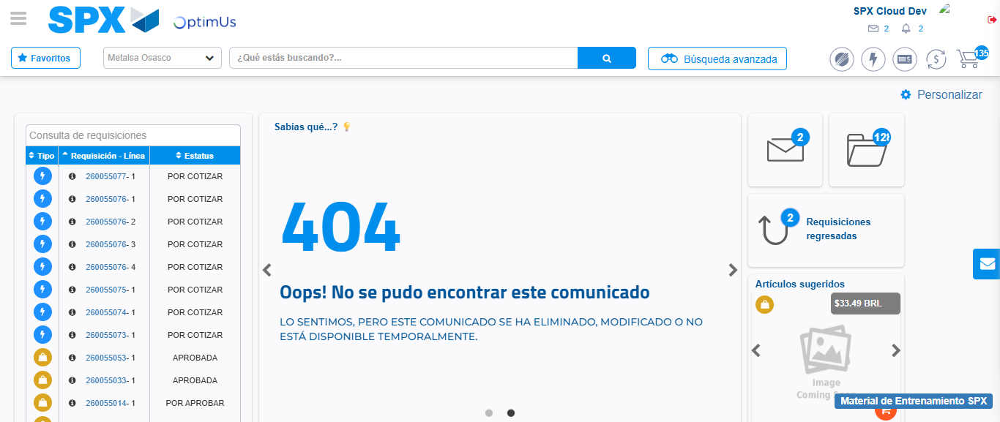 SPX
OptimUs
SPX Cloud Dev
2
2
Favoritos
Metalsa Osasco
¿Qué estás buscando?...
Búsqueda avanzada
135
Personalizar
Consulta de requisiciones
Tipo
Requisición - Línea
Estatus
260055077- 1
POR COTIZAR
260055076- 1
POR COTIZAR
260055076- 2
POR COTIZAR
260055076- 3
POR COTIZAR
260055076- 4
POR COTIZAR
260055075- 1
POR COTIZAR
260055074- 1
POR COTIZAR
260055073- 1
POR COTIZAR
260055053- 1
APROBADA
260055033- 1
APROBADA
260055014- 1
POR APROBAR
Sabías qué...?
404
Oops! No se pudo encontrar este comunicado
LO SENTIMOS, PERO ESTE COMUNICADO SE HA ELIMINADO, MODIFICADO O NO
ESTÁ DISPONIBLE TEMPORALMENTE.
2
2
Requisiciones
regresadas
Artículos sugeridos
$33.49 BRL
Image
Coming
Material de Entrenamiento SPX